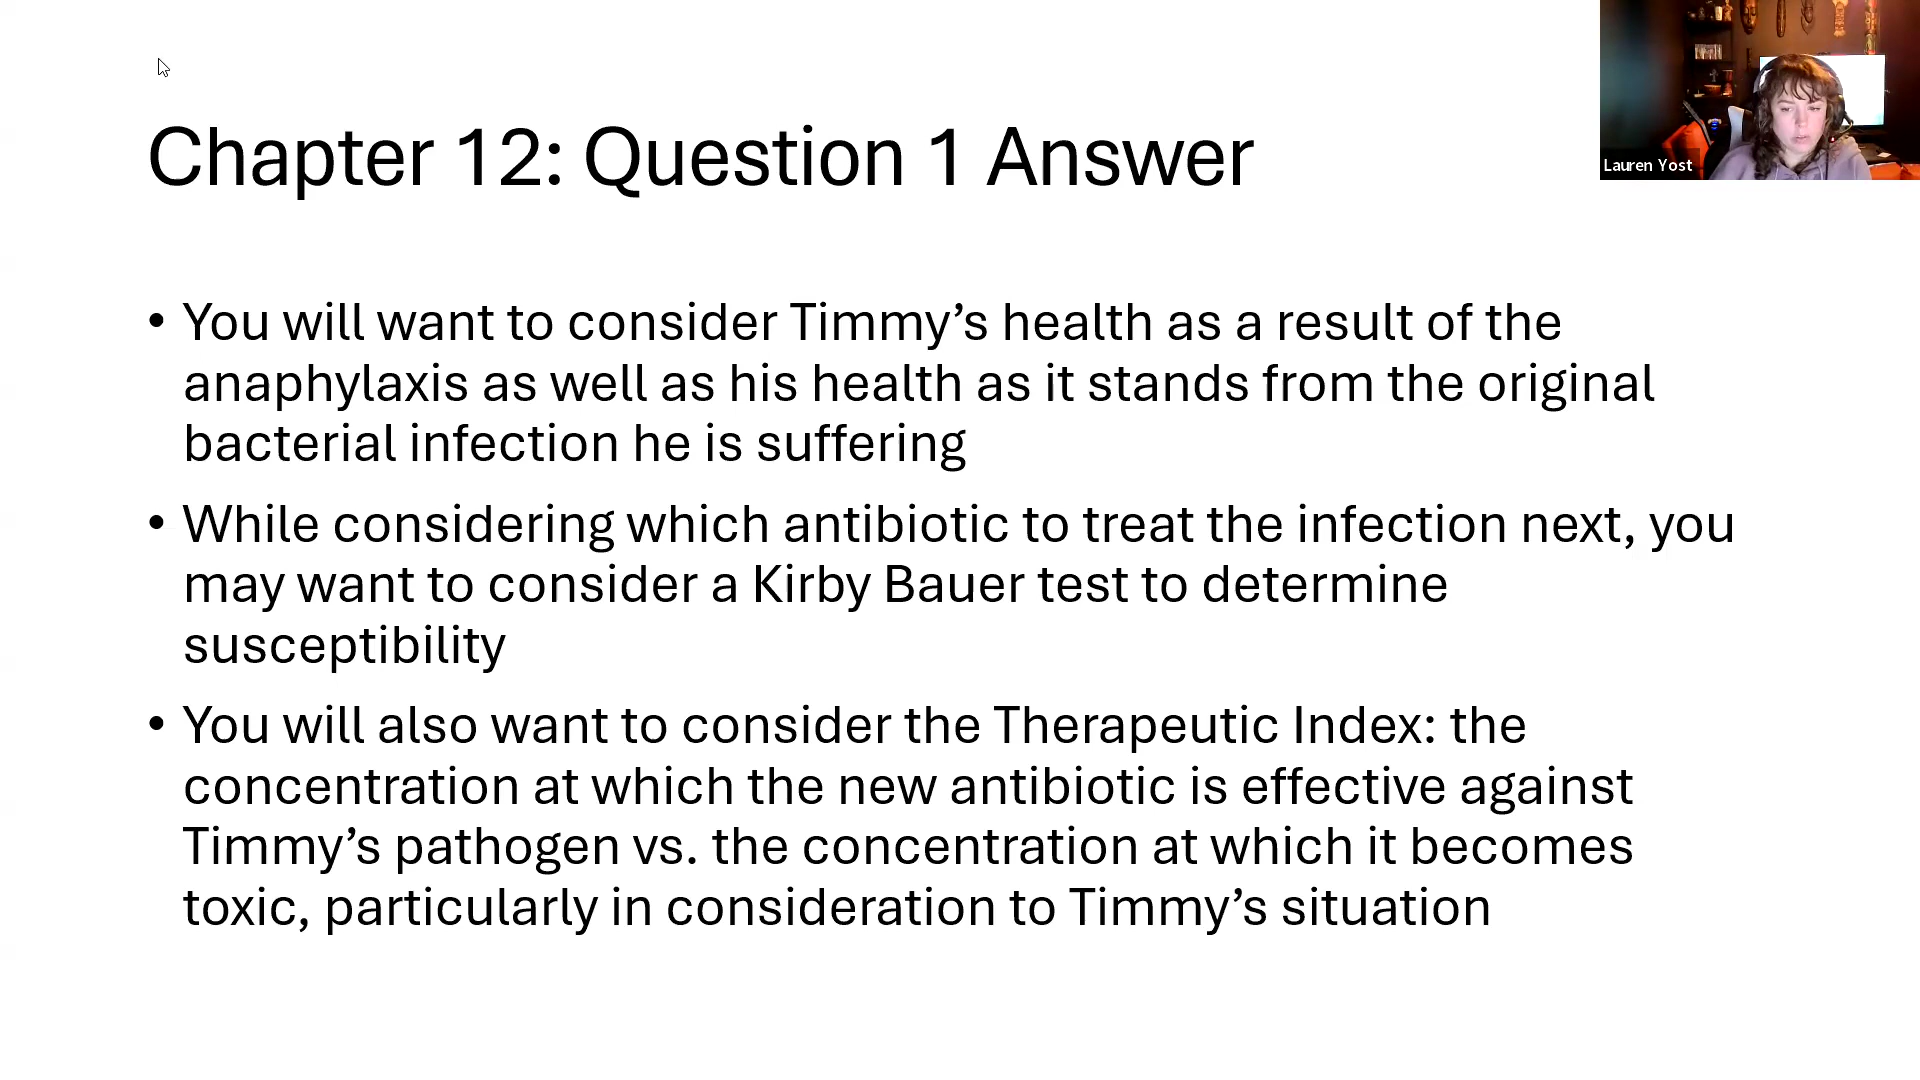 Chapter 12: Question 1 Answer
Lauren Yost
• You will want to consider Timmy’s health as a result of the
anaphylaxis as well as his health as it stands from the original
bacterial infection he is suffering
• While considering which antibiotic to treat the infection next, you
may want to consider a Kirby Bauer test to determine
susceptibility
• You will also want to consider the Therapeutic Index: the
concentration at which the new antibiotic is effective against
Timmy’s pathogen vs. the concentration at which it becomes
toxic, particularly in consideration to Timmy’s situation